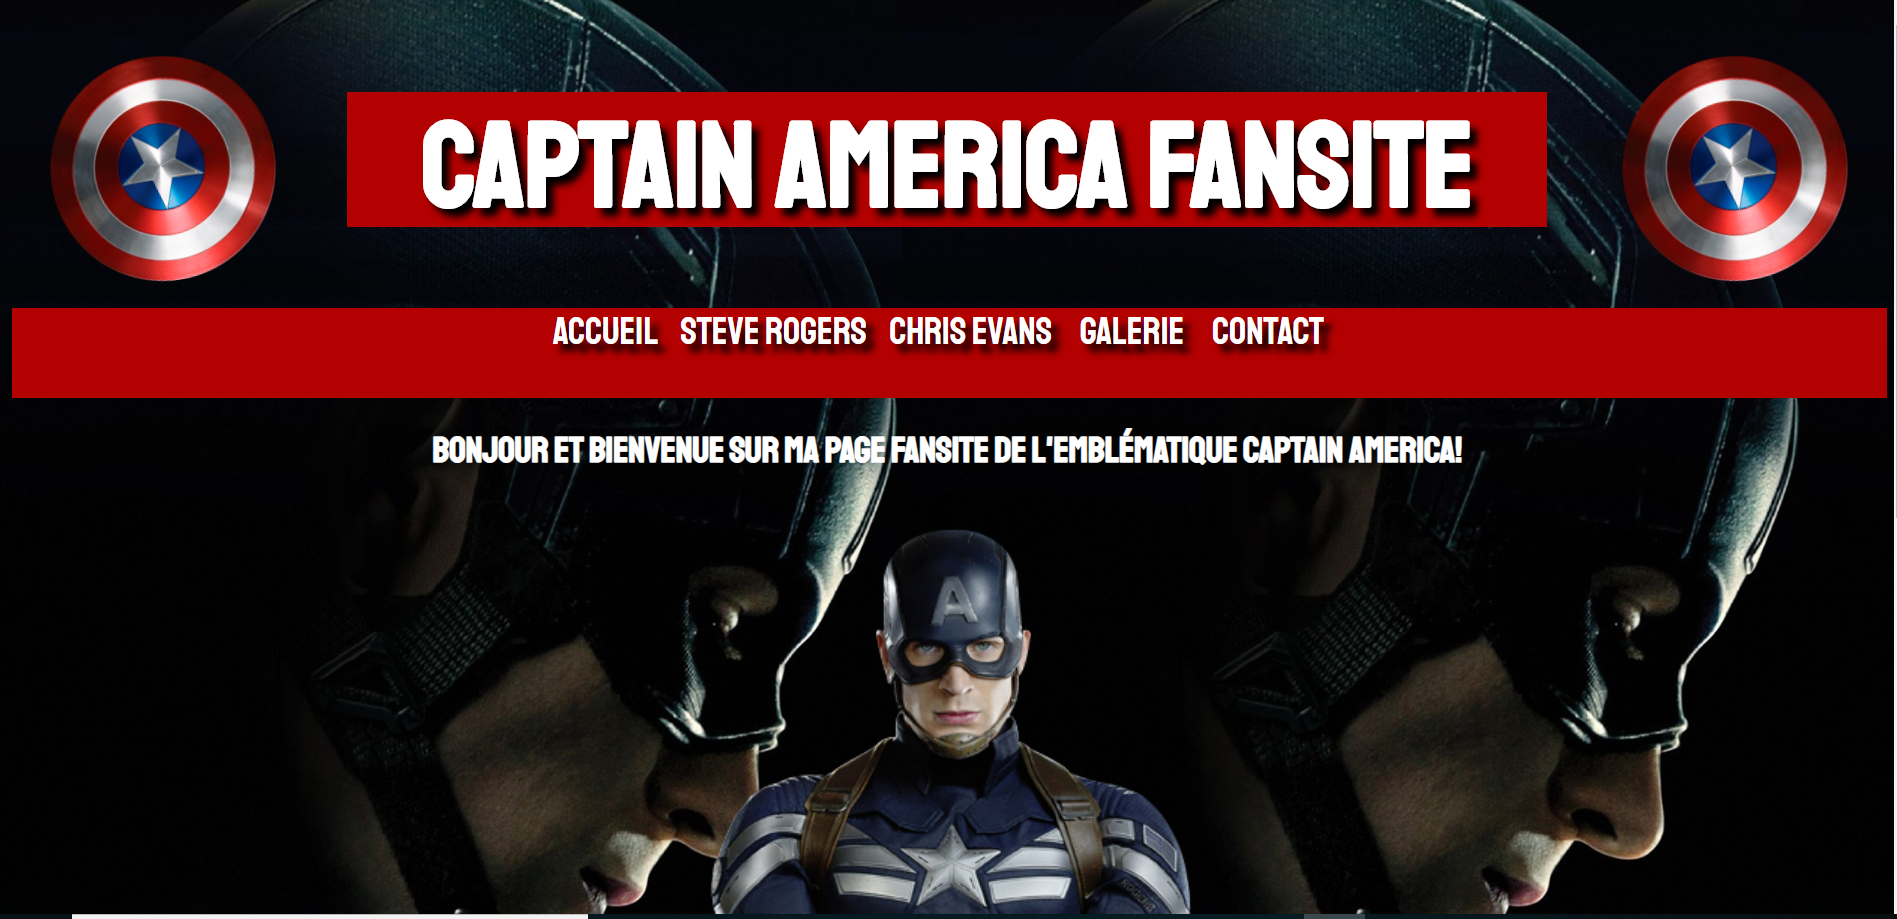 CAPTAIN AMERICA FANSITE
ACCUEIL STEVE ROGERS CHRIS EVANS GALERIE CONTACT
BONJOUR ET BIENVENUE SUR MA PAGE FANSITE DE L'EMBLÉMATIQUE CAPTAIN AMERICA!
A
ROGERS